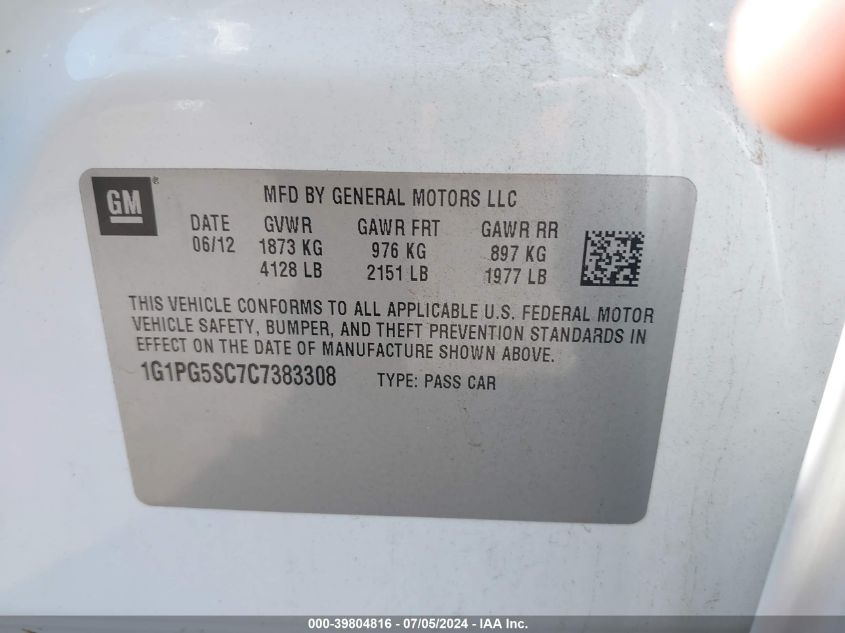 GM®
MFD BY GENERAL MOTORS LLC
DATE GVWR GAWR FRT GAWR RR
06/12 1873 KG 976 KG 897 KG
4128 LB 2151 LB 1977 LB
THIS VEHICLE CONFORMS TO ALL APPLICABLE U.S. FEDERAL MOTOR
VEHICLE SAFETY, BUMPER, AND THEFT PREVENTION STANDARDS IN
EFFECT ON THE DATE OF MANUFACTURE SHOWN ABOVE.
1G1PG5SC7C7383308 TYPE: PASS CAR
000-39804816 - 07/05/2024 - IAA Inc.